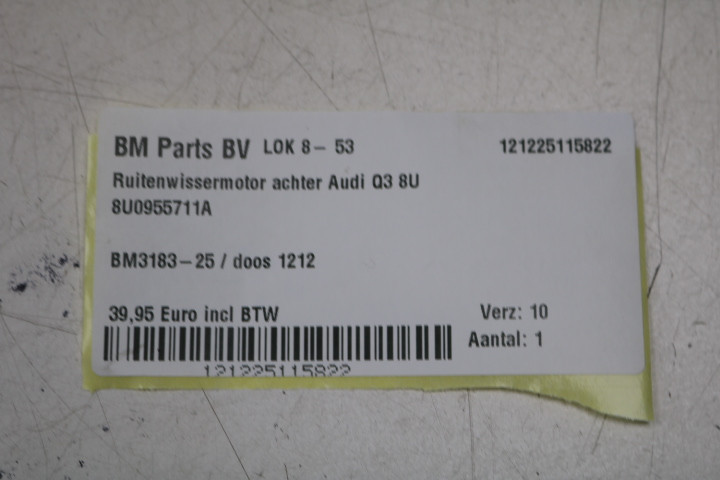 BM Parts BV LOK 8- 53 121225115822
Ruitenwissermotor achter Audi Q3 8U
8U0955711A
BM3183-25 / doos 1212
39,95 Euro incl BTW Verz: 10
Aantal: 1
121225115822